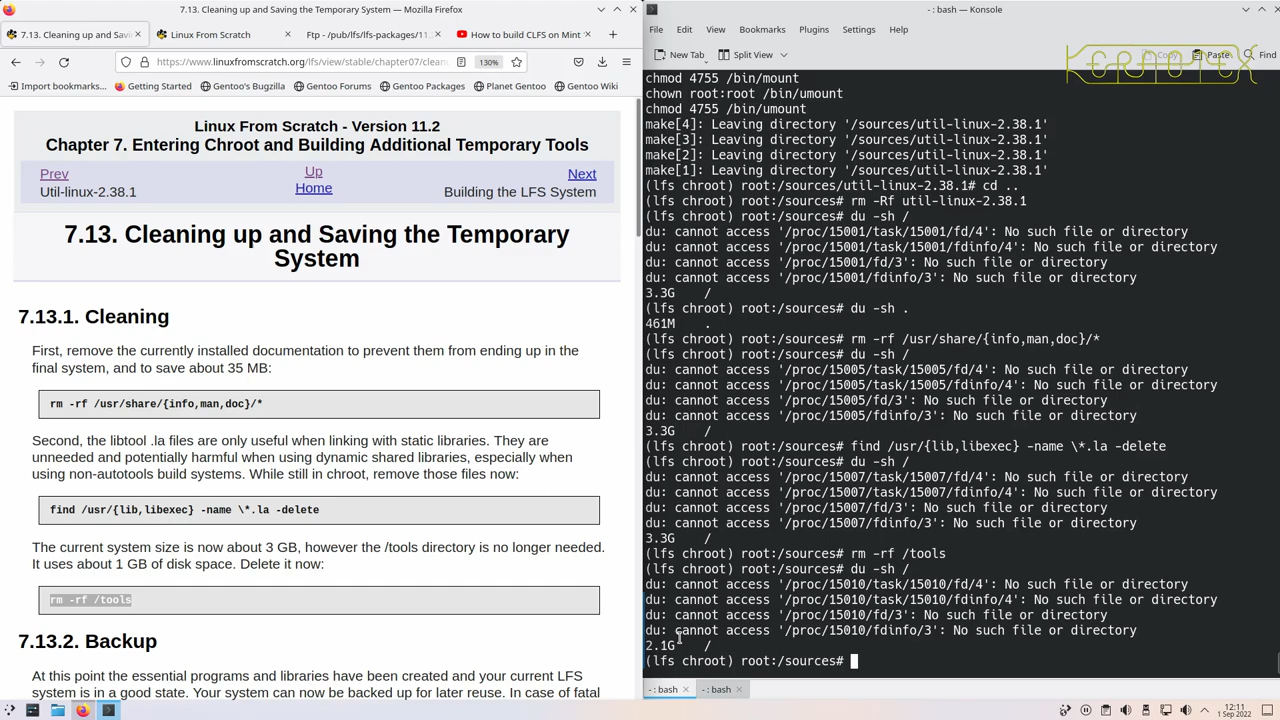 7.13. Cleaning up and Saving the Temporary System — Mozilla Firefox
7.13. Cleaning up and Sav
Linux From Scratch
Ftp - /pub/lfs/lfs-packages/11.
How to build CLFS on Mint
https://www.linuxfromscratch.org/lfs/view/stable/chapter07/clean
130%
Import bookmarks...
Getting Started
Gentoo's Bugzilla
Gentoo Forums
Gentoo Packages
Planet Gentoo
Gentoo Wiki
Linux From Scratch - Version 11.2
Chapter 7. Entering Chroot and Building Additional Temporary Tools
Prev
Up
Next
Util-linux-2.38.1
Home
Building the LFS System
7.13. Cleaning up and Saving the Temporary
System
7.13.1. Cleaning
First, remove the currently installed documentation to prevent them from ending up in the
final system, and to save about 35 MB:
rm -rf /usr/share/{info,man,doc}/*
Second, the libtool .la files are only useful when linking with static libraries. They are
unneeded and potentially harmful when using dynamic shared libraries, especially when
using non-autotools build systems. While still in chroot, remove those files now:
find /usr/{lib,libexec} -name \*.la -delete
The current system size is now about 3 GB, however the /tools directory is no longer needed.
It uses about 1 GB of disk space. Delete it now:
rm -rf /tools
7.13.2. Backup
At this point the essential programs and libraries have been created and your current LFS
system is in a good state. Your system can now be backed up for later reuse. In case of fatal
- : bash — Konsole
File Edit View Bookmarks Plugins Settings Help
New Tab
Split View
Copy
Paste
Find
KERNOTEX
chmod 4755 /bin/mount
chown root:root /bin/umount
chmod 4755 /bin/umount
make[4]: Leaving directory '/sources/util-linux-2.38.1'
make[3]: Leaving directory '/sources/util-linux-2.38.1'
make[2]: Leaving directory '/sources/util-linux-2.38.1'
make[1]: Leaving directory '/sources/util-linux-2.38.1'
(lfs chroot) root:/sources/util-linux-2.38.1# cd ..
(lfs chroot) root:/sources# rm -Rf util-linux-2.38.1
(lfs chroot) root:/sources# du -sh /
du: cannot access '/proc/15001/task/15001/fd/4': No such file or directory
du: cannot access '/proc/15001/task/15001/fdinfo/4': No such file or directory
du: cannot access '/proc/15001/fd/3': No such file or directory
du: cannot access '/proc/15001/fdinfo/3': No such file or directory
3.3G /
(lfs chroot) root:/sources# du -sh .
461M .
(lfs chroot) root:/sources# rm -rf /usr/share/{info,man,doc}/*
(lfs chroot) root:/sources# du -sh /
du: cannot access '/proc/15005/task/15005/fd/4': No such file or directory
du: cannot access '/proc/15005/task/15005/fdinfo/4': No such file or directory
du: cannot access '/proc/15005/fd/3': No such file or directory
du: cannot access '/proc/15005/fdinfo/3': No such file or directory
3.3G /
(lfs chroot) root:/sources# find /usr/{lib,libexec} -name \*.la -delete
(lfs chroot) root:/sources# du -sh /
du: cannot access '/proc/15007/task/15007/fd/4': No such file or directory
du: cannot access '/proc/15007/task/15007/fdinfo/4': No such file or directory
du: cannot access '/proc/15007/fd/3': No such file or directory
du: cannot access '/proc/15007/fdinfo/3': No such file or directory
3.3G /
(lfs chroot) root:/sources# rm -rf /tools
(lfs chroot) root:/sources# du -sh /
du: cannot access '/proc/15010/task/15010/fd/4': No such file or directory
du: cannot access '/proc/15010/task/15010/fdinfo/4': No such file or directory
du: cannot access '/proc/15010/fd/3': No such file or directory
du: cannot access '/proc/15010/fdinfo/3': No such file or directory
2.1G /
(lfs chroot) root:/sources#
- : bash
- : bash
12:11
1 Sep 2022